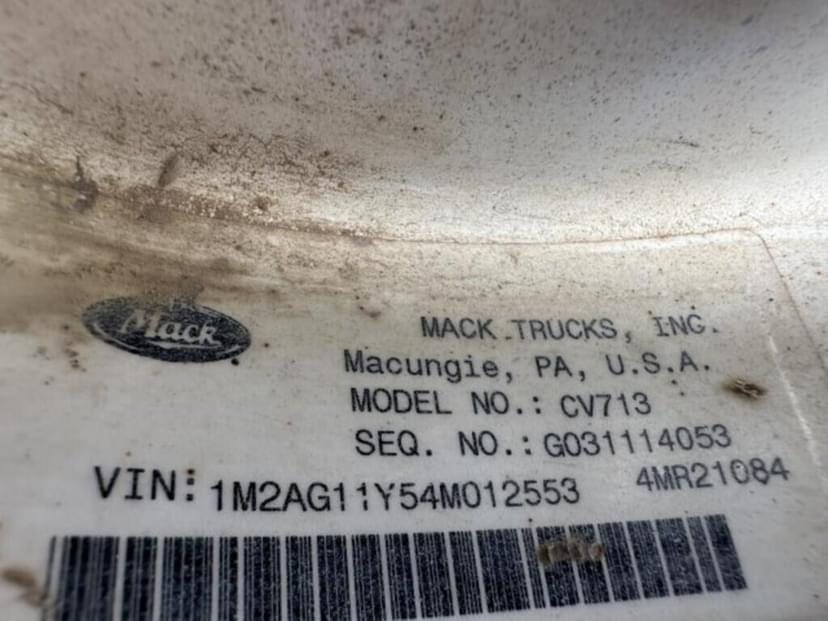 Mack
MACK TRUCKS, INC.
Macungie, PA, U.S.A.
MODEL NO.: CV713
SEQ. NO.: G031114053
VIN: 1M2AG11Y54M012553 4MR21084